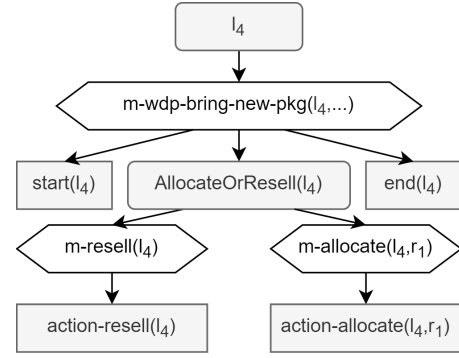 l₄
m-wdp-bring-new-pkg(l₄,...)
start(l₄)
AllocateOrResell(l₄)
end(l₄)
m-resell(l₄)
m-allocate(l₄,r₁)
action-resell(l₄)
action-allocate(l₄,r₁)